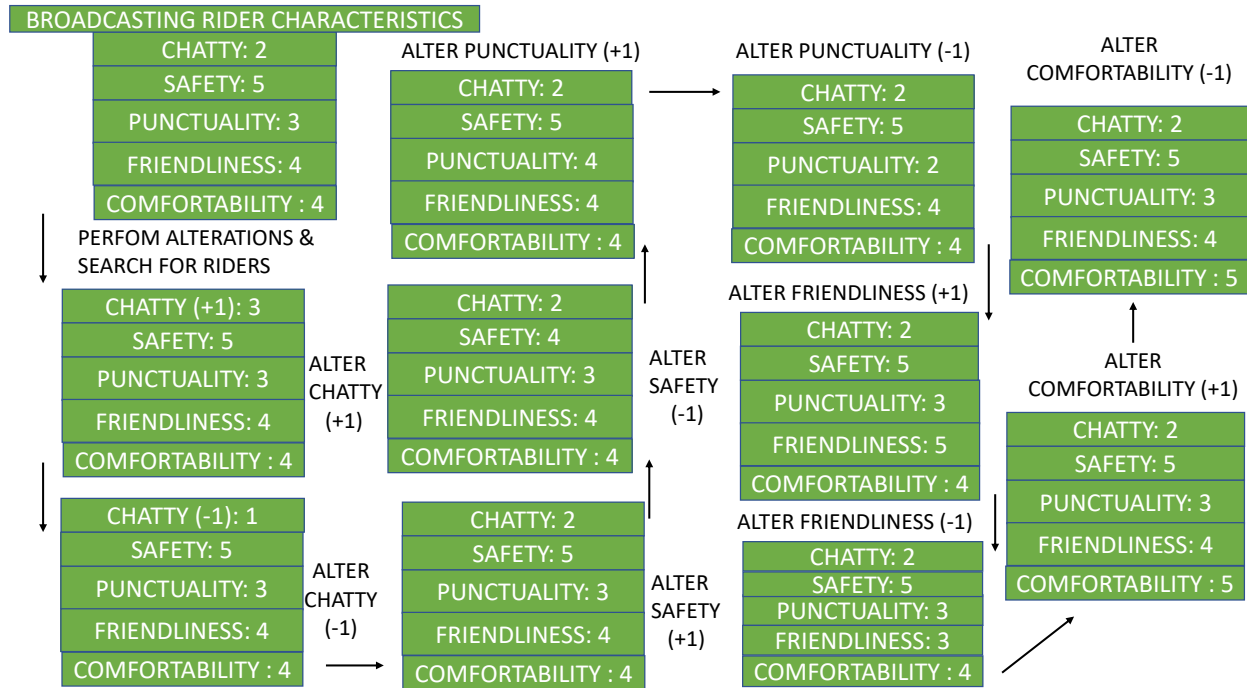 BROADCASTING RIDER CHARACTERISTICS
CHATTY: 2
SAFETY: 5
PUNCTUALITY: 3
FRIENDLINESS: 4
COMFORTABILITY : 4
PERFOM ALTERATIONS &
SEARCH FOR RIDERS
CHATTY (+1): 3
SAFETY: 5
PUNCTUALITY: 3
FRIENDLINESS: 4
COMFORTABILITY : 4
ALTER
CHATTY
(+1)
CHATTY (-1): 1
SAFETY: 5
PUNCTUALITY: 3
FRIENDLINESS: 4
COMFORTABILITY : 4
ALTER
CHATTY
(-1)
CHATTY: 2
SAFETY: 5
PUNCTUALITY: 3
FRIENDLINESS: 4
COMFORTABILITY : 4
ALTER
SAFETY
(+1)
CHATTY: 2
SAFETY: 4
PUNCTUALITY: 3
FRIENDLINESS: 4
COMFORTABILITY : 4
ALTER
SAFETY
(-1)
ALTER PUNCTUALITY (+1)
CHATTY: 2
SAFETY: 5
PUNCTUALITY: 4
FRIENDLINESS: 4
COMFORTABILITY : 4
ALTER PUNCTUALITY (-1)
CHATTY: 2
SAFETY: 5
PUNCTUALITY: 2
FRIENDLINESS: 4
COMFORTABILITY : 4
ALTER FRIENDLINESS (+1)
CHATTY: 2
SAFETY: 5
PUNCTUALITY: 3
FRIENDLINESS: 5
COMFORTABILITY : 4
ALTER FRIENDLINESS (-1)
CHATTY: 2
SAFETY: 5
PUNCTUALITY: 3
FRIENDLINESS: 3
COMFORTABILITY : 4
ALTER
COMFORTABILITY (+1)
CHATTY: 2
SAFETY: 5
PUNCTUALITY: 3
FRIENDLINESS: 4
COMFORTABILITY : 5
ALTER
COMFORTABILITY (-1)
CHATTY: 2
SAFETY: 5
PUNCTUALITY: 3
FRIENDLINESS: 4
COMFORTABILITY : 5